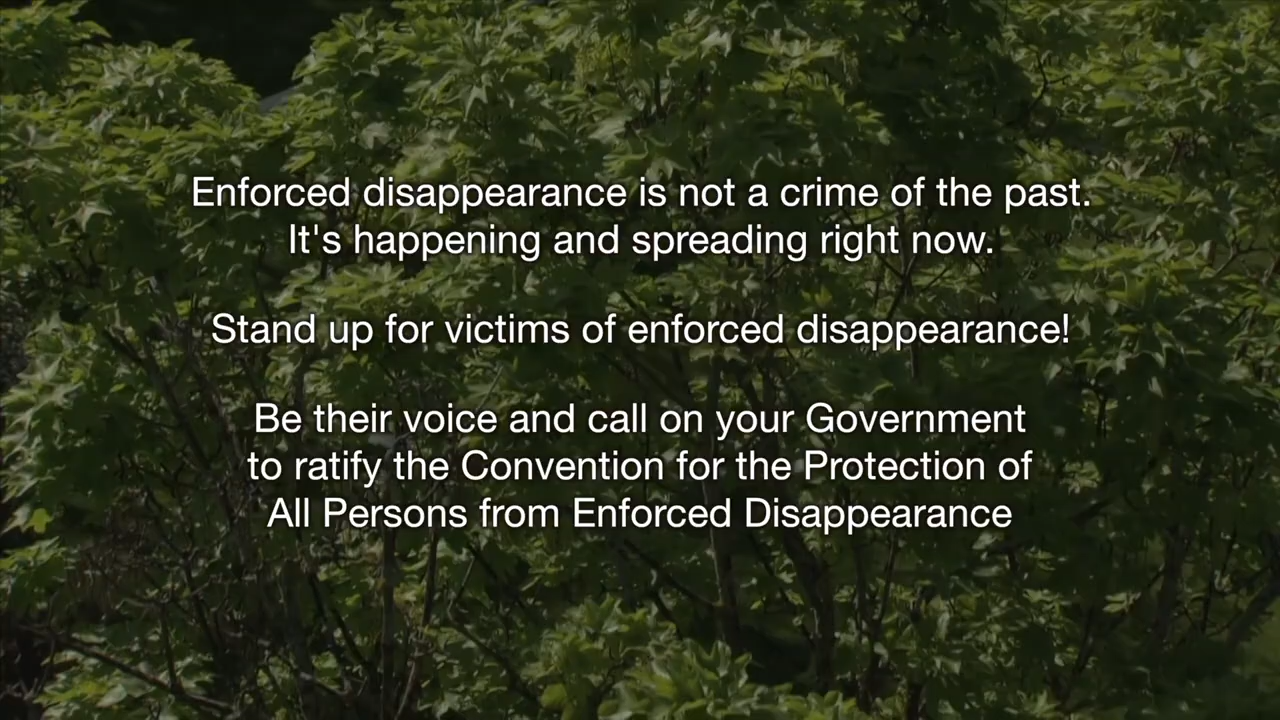 Enforced disappearance is not a crime of the past.
It's happening and spreading right now.
Stand up for victims of enforced disappearance!
Be their voice and call on your Government
to ratify the Convention for the Protection of
All Persons from Enforced Disappearance